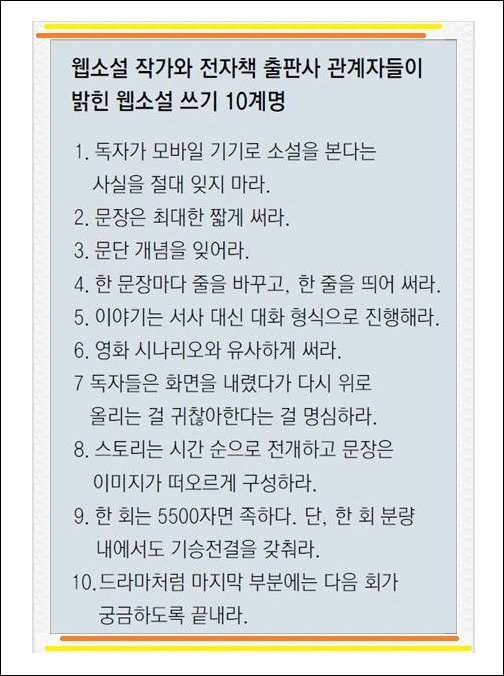 웹소설 작가와 전자책 출판사 관계자들이
밝힌 웹소설 쓰기 10계명
1. 독자가 모바일 기기로 소설을 본다는
사실을 절대 잊지 마라.
2. 문장은 최대한 짧게 써라.
3. 문단 개념을 잊어라.
4. 한 문장마다 줄을 바꾸고, 한 줄을 띄어 써라.
5. 이야기는 서사 대신 대화 형식으로 진행해라.
6. 영화 시나리오와 유사하게 써라.
7 독자들은 화면을 내렸다가 다시 위로
올리는 걸 귀찮아한다는 걸 명심하라.
8. 스토리는 시간 순으로 전개하고 문장은
이미지가 떠오르게 구성하라.
9. 한 회는 5500자면 족하다. 단, 한 회 분량
내에서도 기승전결을 갖춰라.
10.드라마처럼 마지막 부분에는 다음 회가
궁금하도록 끝내라.